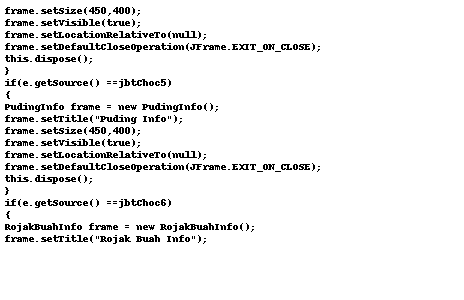 frame.setSize(450,400);
frame.setVisible(true);
frame.setLocationRelativeTo(null);
frame.setDefaultCloseOperation(JFrame.EXIT_ON_CLOSE);
this.dispose();
}
if(e.getSource() ==jbtChoc5)
{
PudingInfo frame = new PudingInfo();
frame.setTitle("Puding Info");
frame.setSize(450,400);
frame.setVisible(true);
frame.setLocationRelativeTo(null);
frame.setDefaultCloseOperation(JFrame.EXIT_ON_CLOSE);
this.dispose();
}
if(e.getSource() ==jbtChoc6)
{
RojakBuahInfo frame = new RojakBuahInfo();
frame.setTitle("Rojak Buah Info");